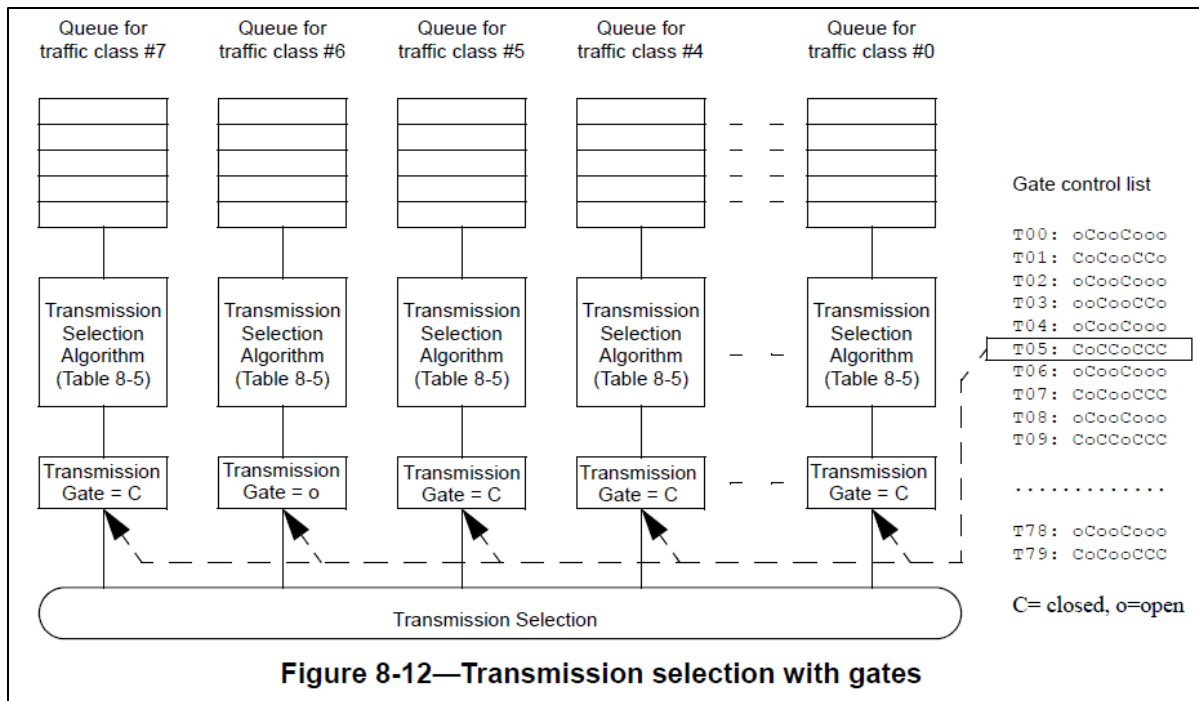 Queue for
traffic class #7
Queue for
traffic class #6
Queue for
traffic class #5
Queue for
traffic class #4
Queue for
traffic class #0
Transmission
Selection
Algorithm
(Table 8-5)
Transmission
Selection
Algorithm
(Table 8-5)
Transmission
Selection
Algorithm
(Table 8-5)
Transmission
Selection
Algorithm
(Table 8-5)
Transmission
Selection
Algorithm
(Table 8-5)
Transmission
Gate = C
Transmission
Gate = o
Transmission
Gate = C
Transmission
Gate = C
Transmission
Gate = C
Transmission Selection
Gate control list
T00: oCooCooo
T01: CoCooCCo
T02: oCooCooo
T03: ooCooCCo
T04: oCooCooo
T05: CoCCoCCC
T06: oCooCooo
T07: CoCooCCC
T08: oCooCooo
T09: CoCCoCCC
.............
T78: oCooCooo
T79: CoCooCCC
C= closed, o=open
Figure 8-12—Transmission selection with gates